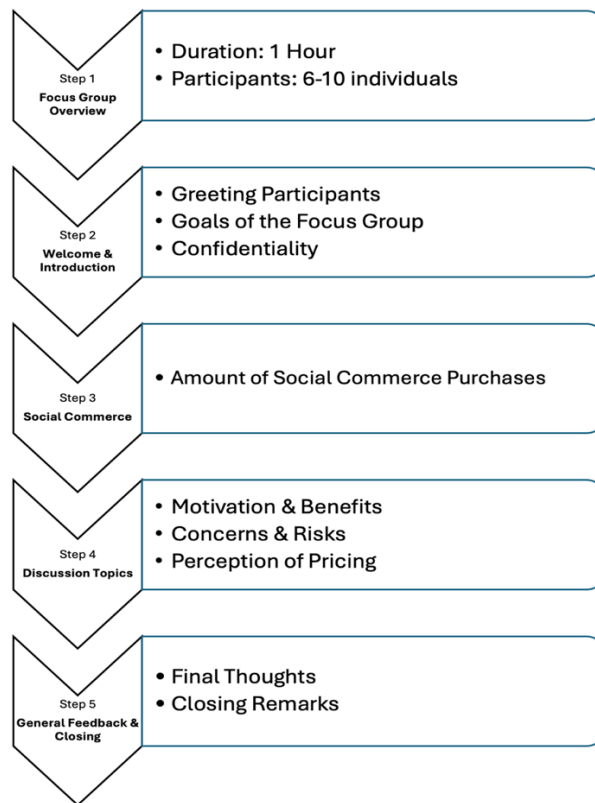 Step 1
Focus Group
Overview
• Duration: 1 Hour
• Participants: 6-10 individuals
Step 2
Welcome &
Introduction
• Greeting Participants
• Goals of the Focus Group
• Confidentiality
Step 3
Social Commerce
• Amount of Social Commerce Purchases
Step 4
Discussion Topics
• Motivation & Benefits
• Concerns & Risks
• Perception of Pricing
Step 5
General Feedback &
Closing
• Final Thoughts
• Closing Remarks